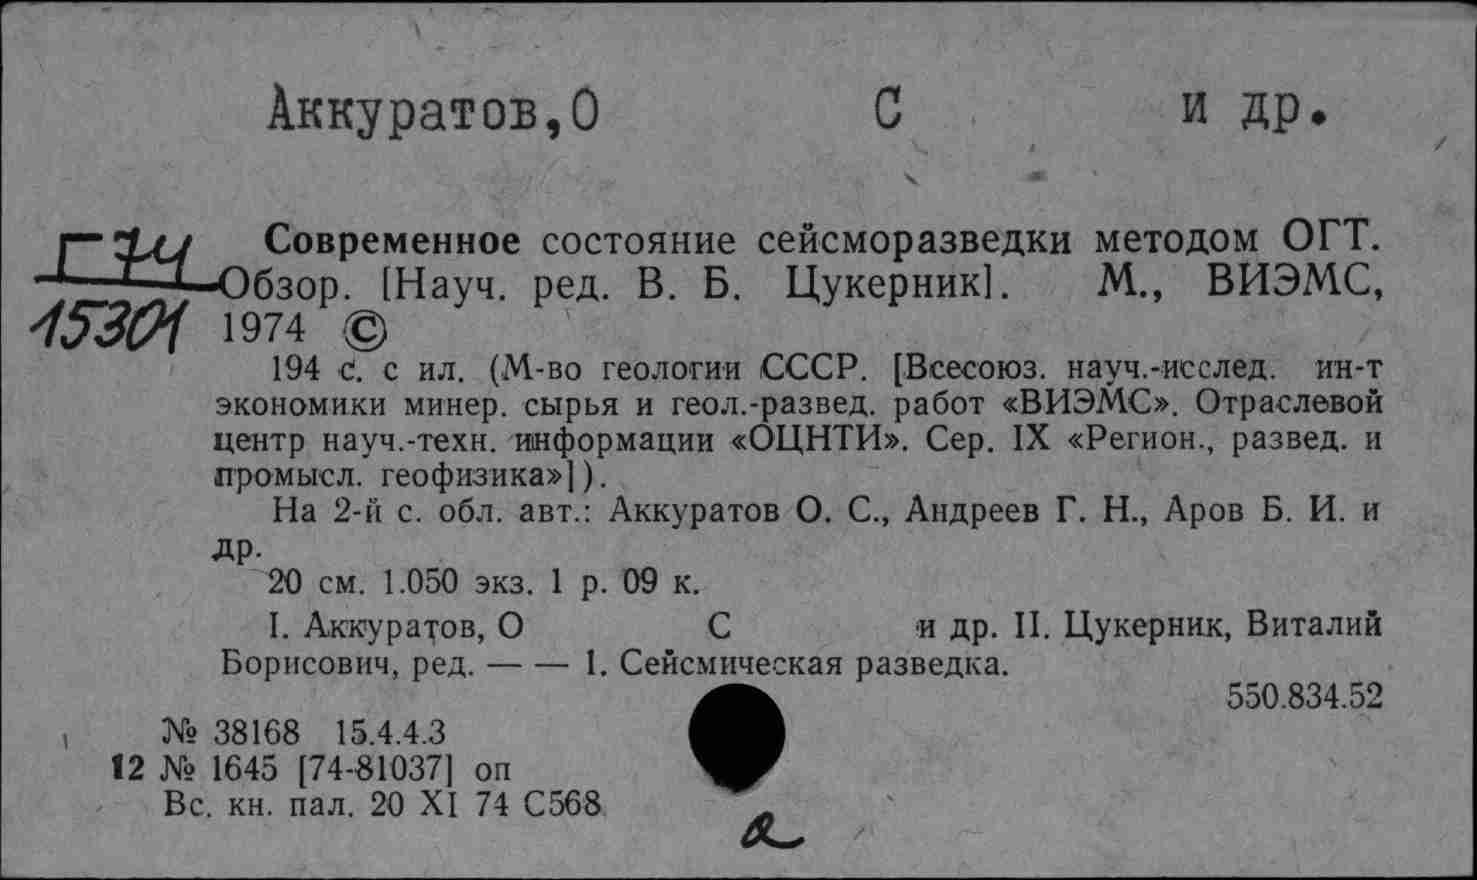 Аккуратов,О С и др.
Г74
15301
Современное состояние сейсморазведки методом ОГТ.
Обзор. [Науч. ред. В. Б. Цукерник]. М., ВИЭМС,
1974 ©
194 с. с ил. (М-во геологии СССР. [Всесоюз. науч.-исслед. ин-т
экономики минер. сырья и геол.-развед. работ «ВИЭМС». Отраслевой
центр науч.-техн. информации «ОЦНТИ». Сер. IX «Регион., развед. и
промысл. геофизика»]).
На 2-й с. обл. авт.: Аккуратов О. С., Андреев Г. Н., Аров Б. И. и
др.
20 см. 1.050 экз. 1 р. 09 к.
I. Аккуратов, О С и др. II. Цукерник, Виталий
Борисович, ред. — — 1. Сейсмическая разведка.
550.834.52
№ 38168 15.4.4.3
12 № 1645 [74-81037] оп
Вс. кн. пал. 20 XI 74 С568